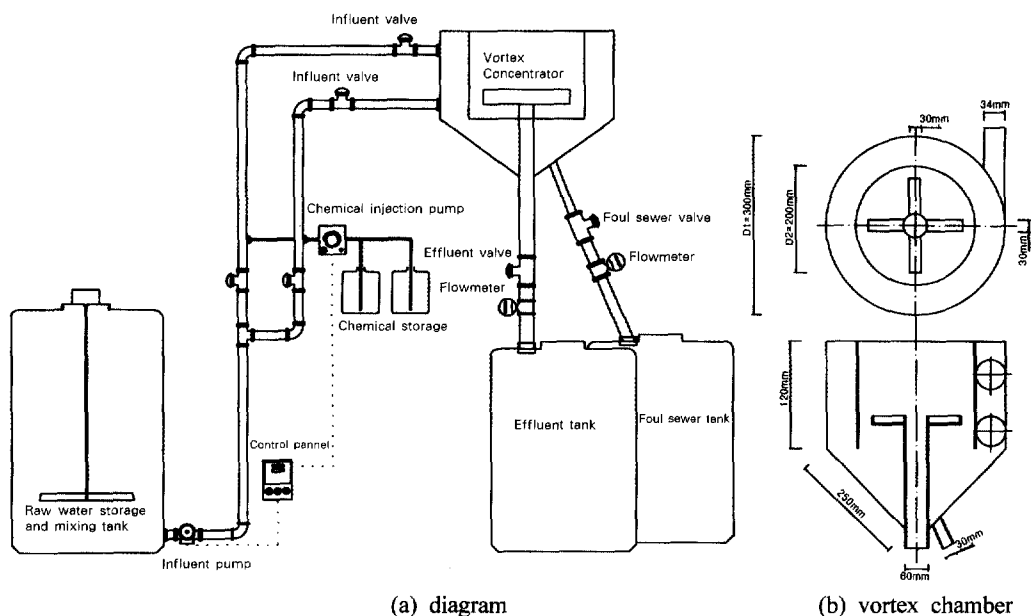 Influent valve
Influent valve
Vortex
Concentrator
Chemical injection pump
Foul sewer valve
Effluent valve
Flowmeter
Flowmeter
Chemical storage
Control pannel
Effluent tank
Foul sewer tank
Raw water storage
and mixing tank
Influent pump
(a) diagram
34mm
30mm
D1=300mm
D2=200mm
30mm
120mm
250mm
30mm
60mm
(b) vortex chamber